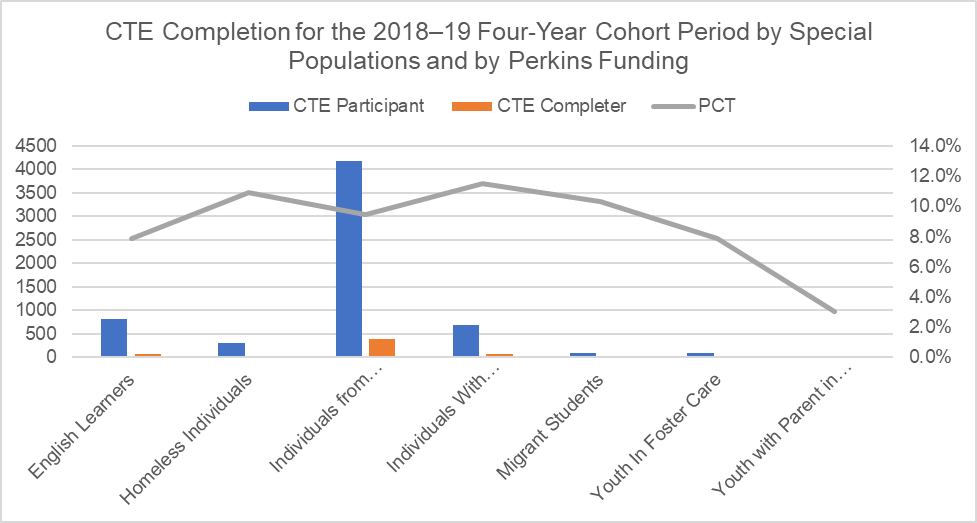 CTE Completion for the 2018–19 Four-Year Cohort Period by Special
Populations and by Perkins Funding
CTE Participant CTE Completer PCT
4500 14.0%
4000 12.0%
3500 10.0%
3000 8.0%
2500 6.0%
2000 4.0%
1500 2.0%
1000 0.0%
500
0
English Learners
Homeless Individuals
Individuals from…
Individuals With…
Migrant Students
Youth In Foster Care
Youth with Parent in…